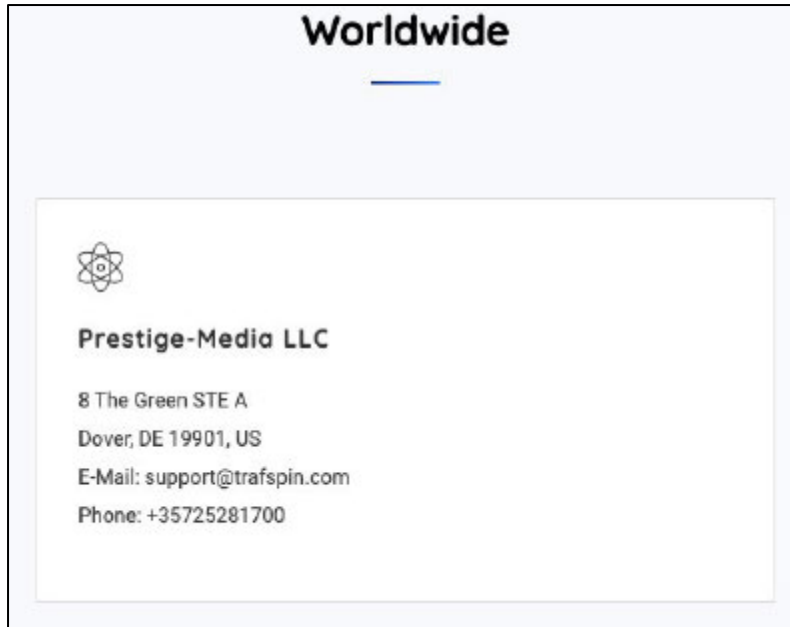 Worldwide
Prestige-Media LLC
8 The Green STE A
Dover, DE 19901, US
E-Mail: support@trafspin.com
Phone: +35725281700